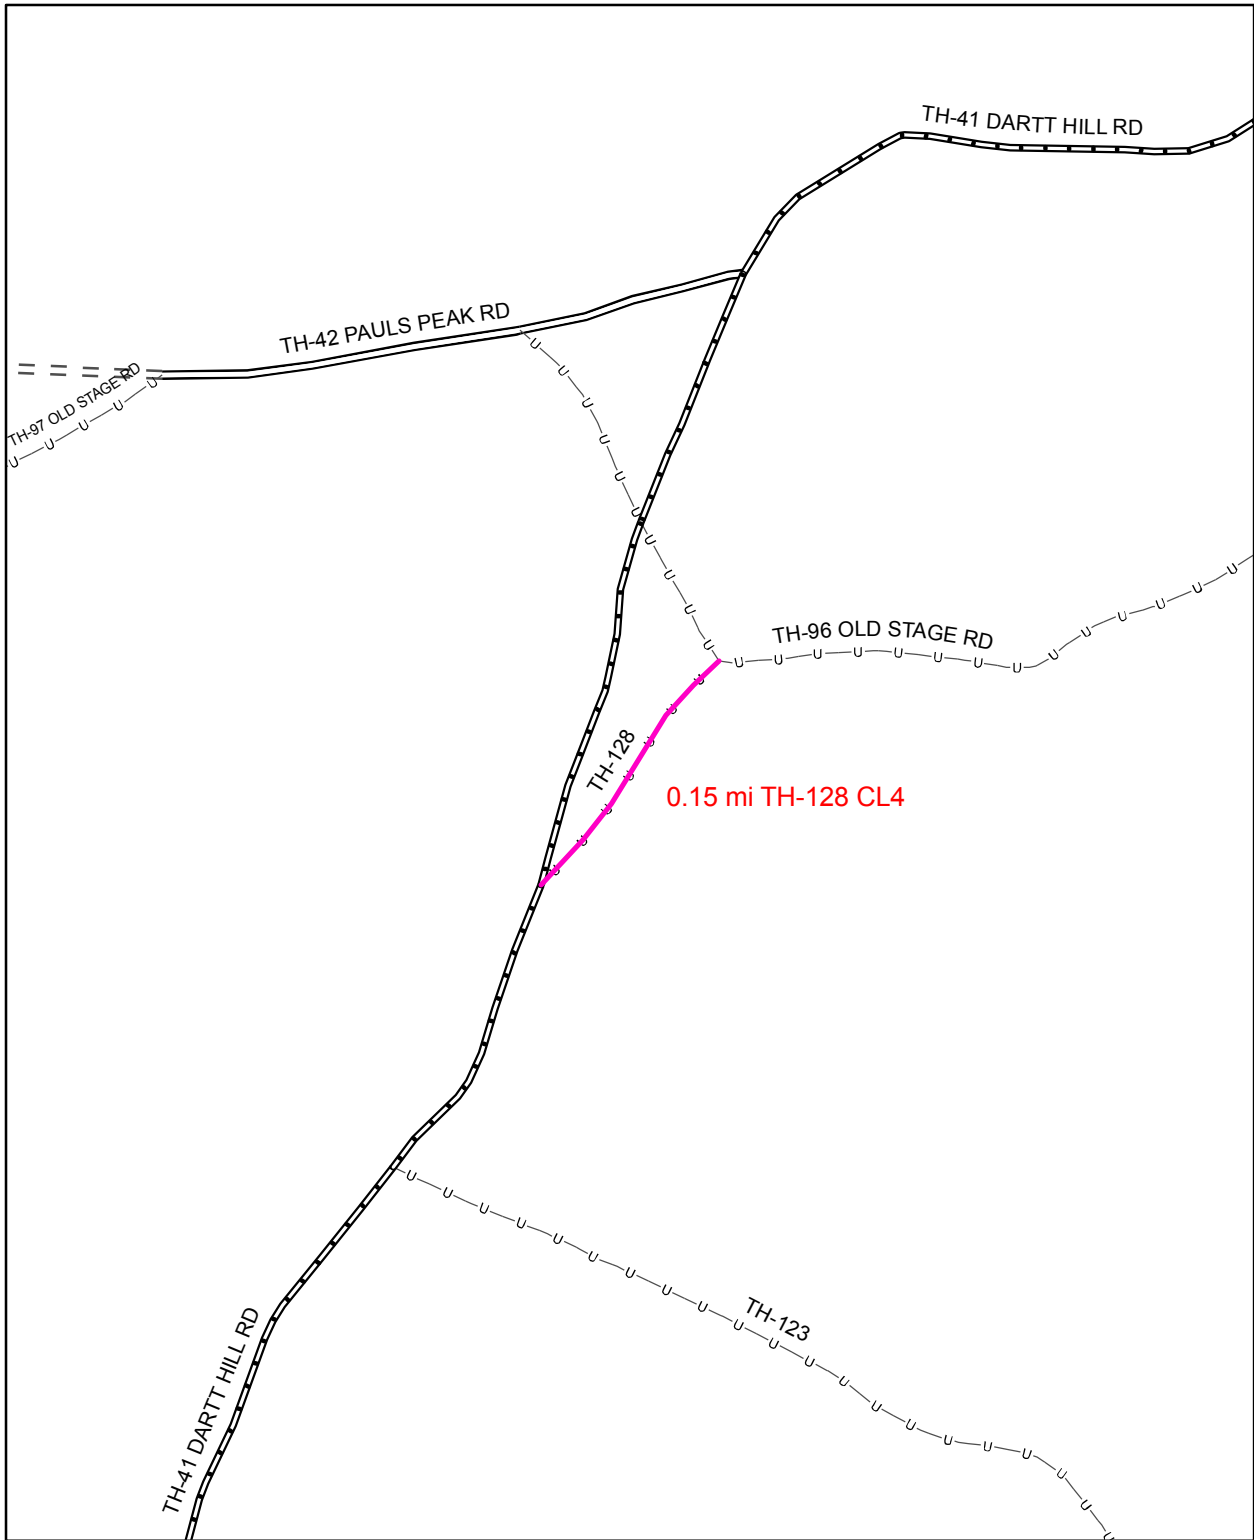 TH-41 DARTT HILL RD
TH-42 PAULS PEAK RD
TH-97 OLD STAGE RD
TH-96 OLD STAGE RD
TH-128
0.15 mi TH-128 CL4
TH-123
TH-41 DARTT HILL RD